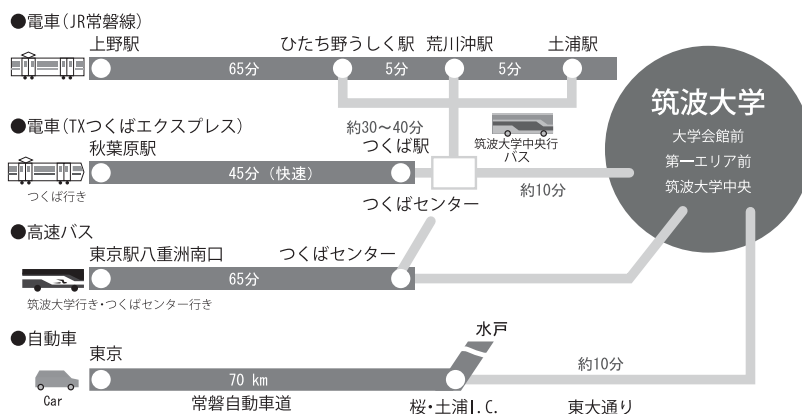 ●電車(JR常磐線)
上野駅
ひたち野うしく駅
荒川沖駅
土浦駅
65分
5分
5分
筑波大学
大学会館前
第一エリア前
筑波大学中央
●電車(TXつくばエクスプレス)
約30〜40分
筑波大学中央行
バス
秋葉原駅
つくば駅
45分(快速)
つくば行き
つくばセンター
約10分
●高速バス
東京駅八重洲南口
つくばセンター
65分
筑波大学行き・つくばセンター行き
●自動車
水戸
東京
約10分
70 km
Car
常磐自動車道
桜・土浦I.C.
東大通り